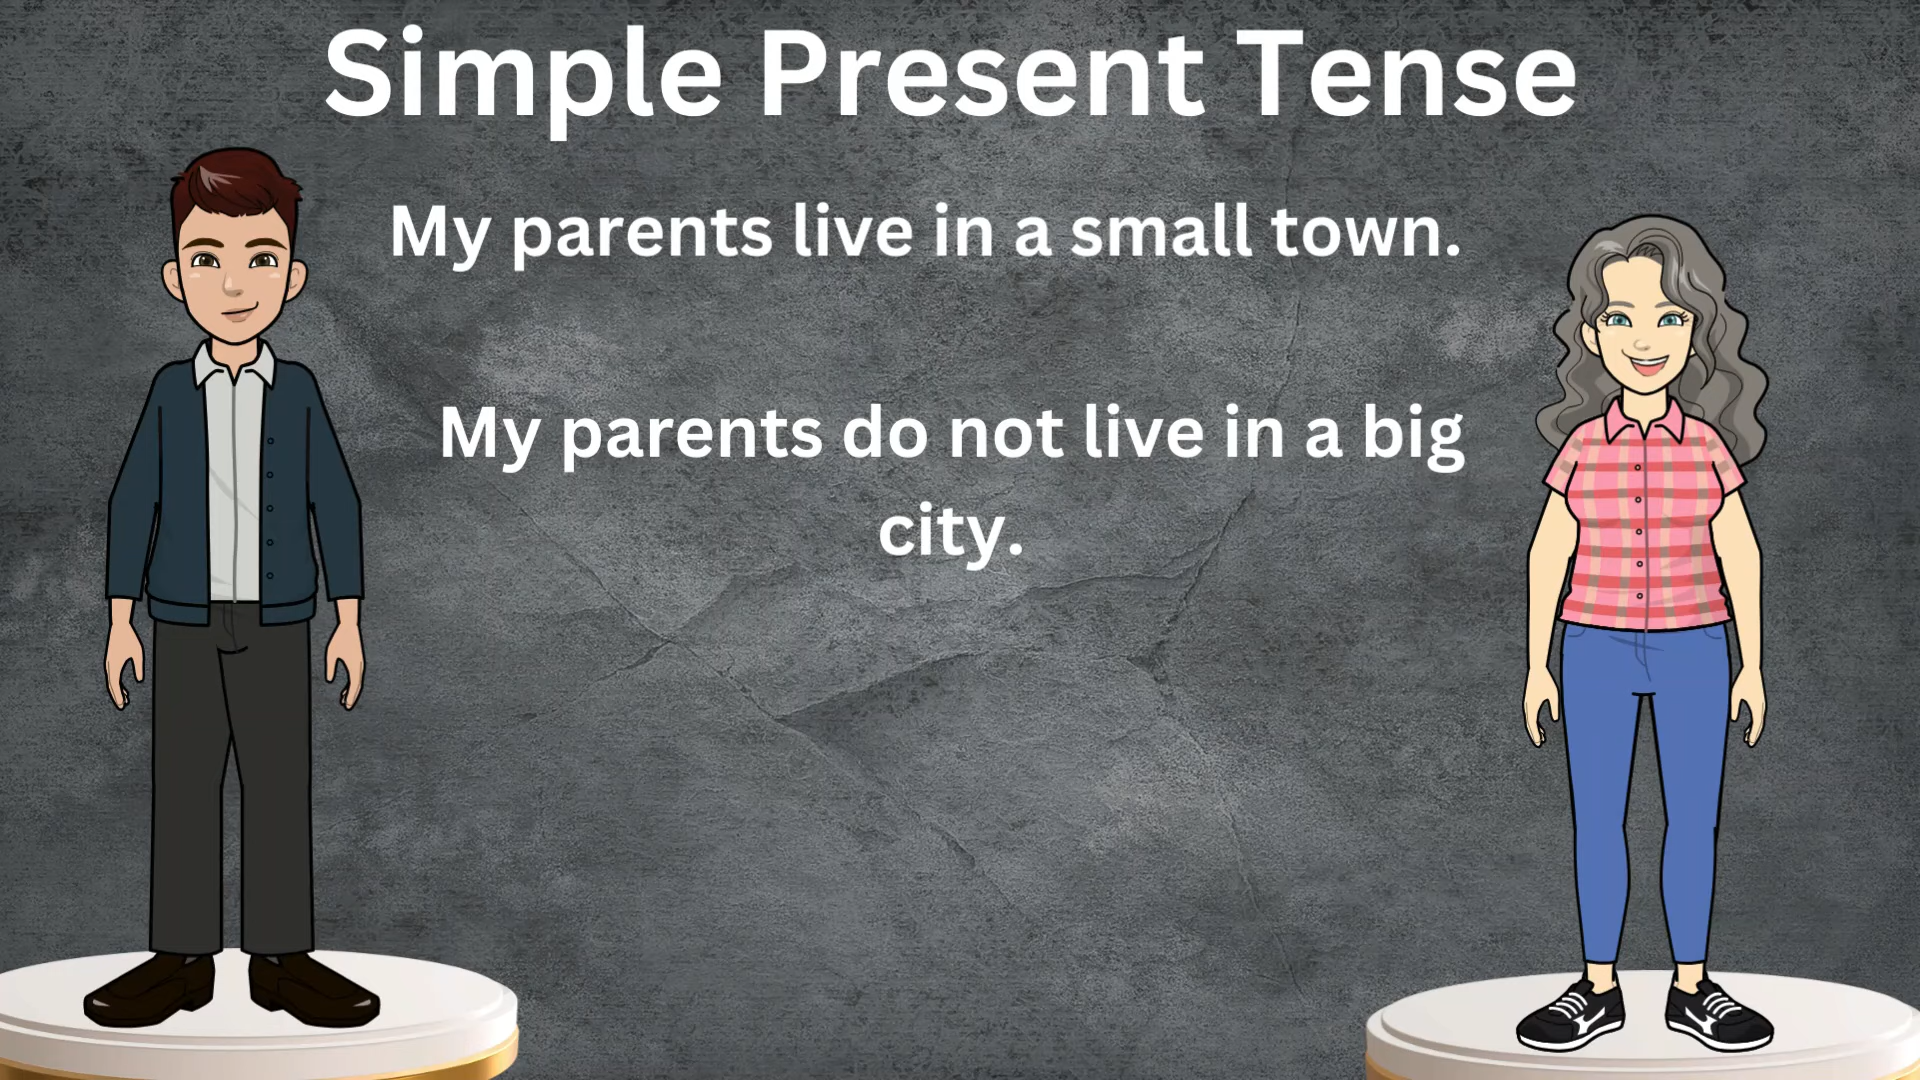 Simple Present Tense
My parents live in a small town.
My parents do not live in a big
city.